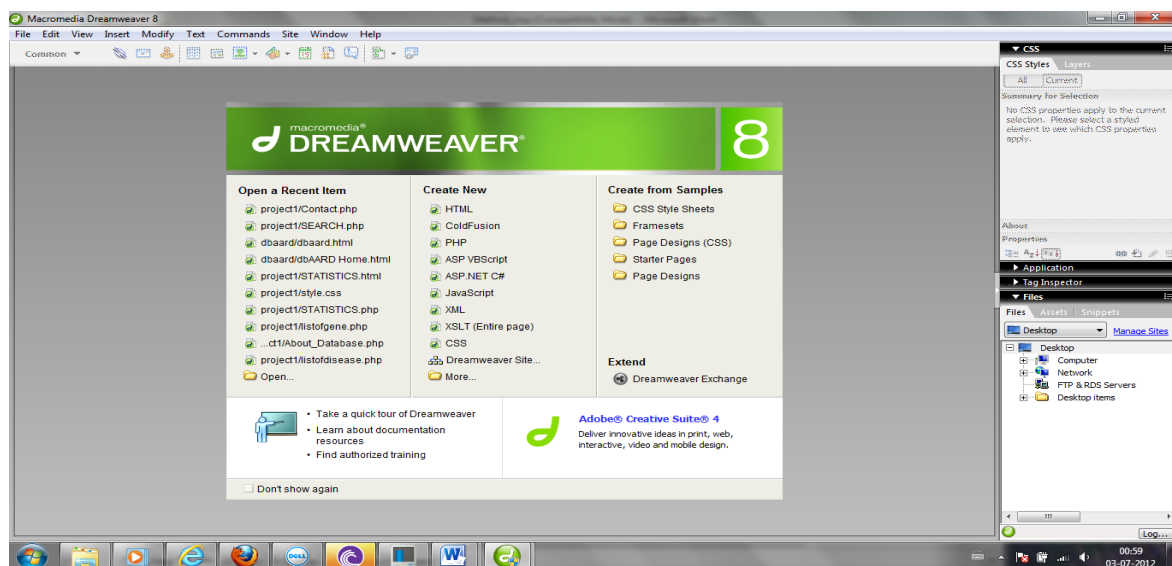 Macromedia Dreamweaver 8
File Edit View Insert Modify Text Commands Site Window Help
Common
macromedia®
DREAMWEAVER®
8
Open a Recent Item
project1/Contact.php
project1/SEARCH.php
dbaard/dbaard.html
dbaard/dbAARD Home.html
project1/STATISTICS.html
project1/style.css
project1/STATISTICS.php
project1/listofgene.php
...ct1/About_Database.php
project1/listofdisease.php
Open...
Create New
HTML
ColdFusion
PHP
ASP VBScript
ASP.NET C#
JavaScript
XML
XSLT (Entire page)
CSS
Dreamweaver Site...
More...
Create from Samples
CSS Style Sheets
Framesets
Page Designs (CSS)
Starter Pages
Page Designs
Extend
Dreamweaver Exchange
• Take a quick tour of Dreamweaver
• Learn about documentation
resources
• Find authorized training
Adobe® Creative Suite® 4
Deliver innovative ideas in print, web,
interactive, video and mobile design.
Don't show again
CSS
CSS Styles Layers
All Current
Summary for Selection
No CSS properties apply to the current
selection. Please select a styled
element to see which CSS properties
apply.
About
Properties
Application
Tag Inspector
Files
Files Assets Snippets
Desktop Manage Sites
Desktop
Computer
Network
FTP & RDS Servers
Desktop items
Log...
DELL
W
00:59
03-07-2012